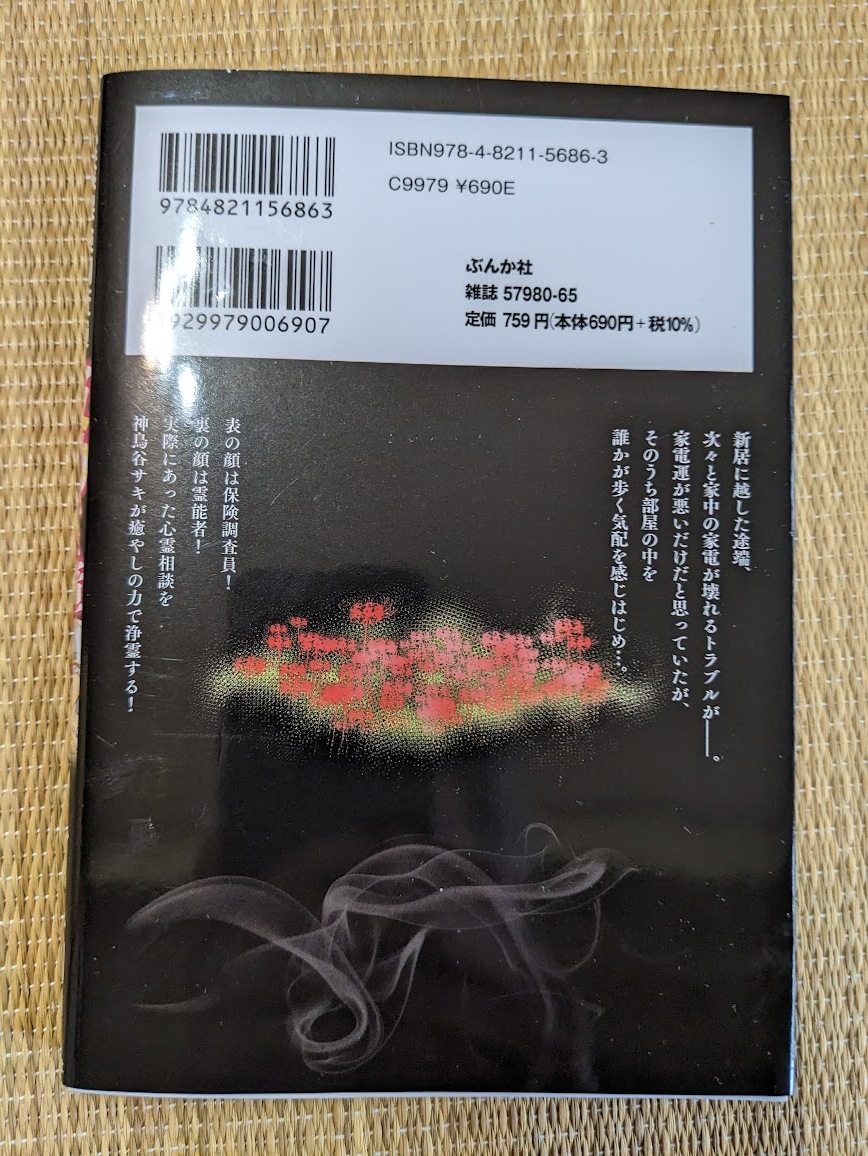 9784821156863
ISBN978-4-8211-5686-3
C9979 ¥690E
1929979006907
ぶんか社
雑誌 57980-65
定価 759円(本体690円+税10%)
新居に越した途端、
次々と家中の家電が壊れるトラブルが――。
家電運が悪いだけだと思っていたが、
そのうち部屋の中を
誰かが歩く気配を感じはじめ…。
表の顔は保険調査員!
裏の顔は霊能者!
実際にあった心霊相談を
神鳥谷サキが癒やしの力で浄霊する!